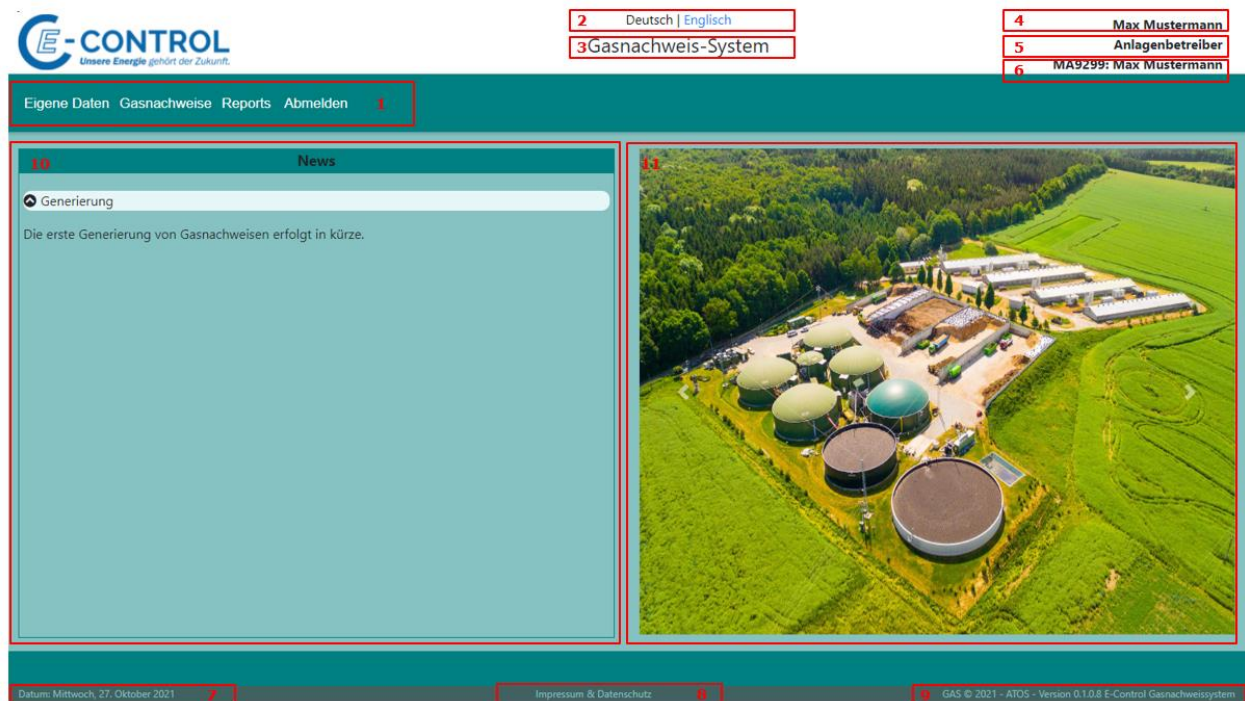 E-CONTROL
Unsere Energie gehört der Zukunft.
2 Deutsch | Englisch
3 Gasnachweis-System
4 Max Mustermann
5 Anlagenbetreiber
6 MA9299: Max Mustermann
Eigene Daten Gasnachweise Reports Abmelden 1
10 News
Generierung
Die erste Generierung von Gasnachweisen erfolgt in kürze.
11
Datum: Mittwoch, 27. Oktober 2021 7
Impressum & Datenschutz 8
9 GAS © 2021 - ATOS - Version 0.1.0.8 E-Control Gasnachweissystem